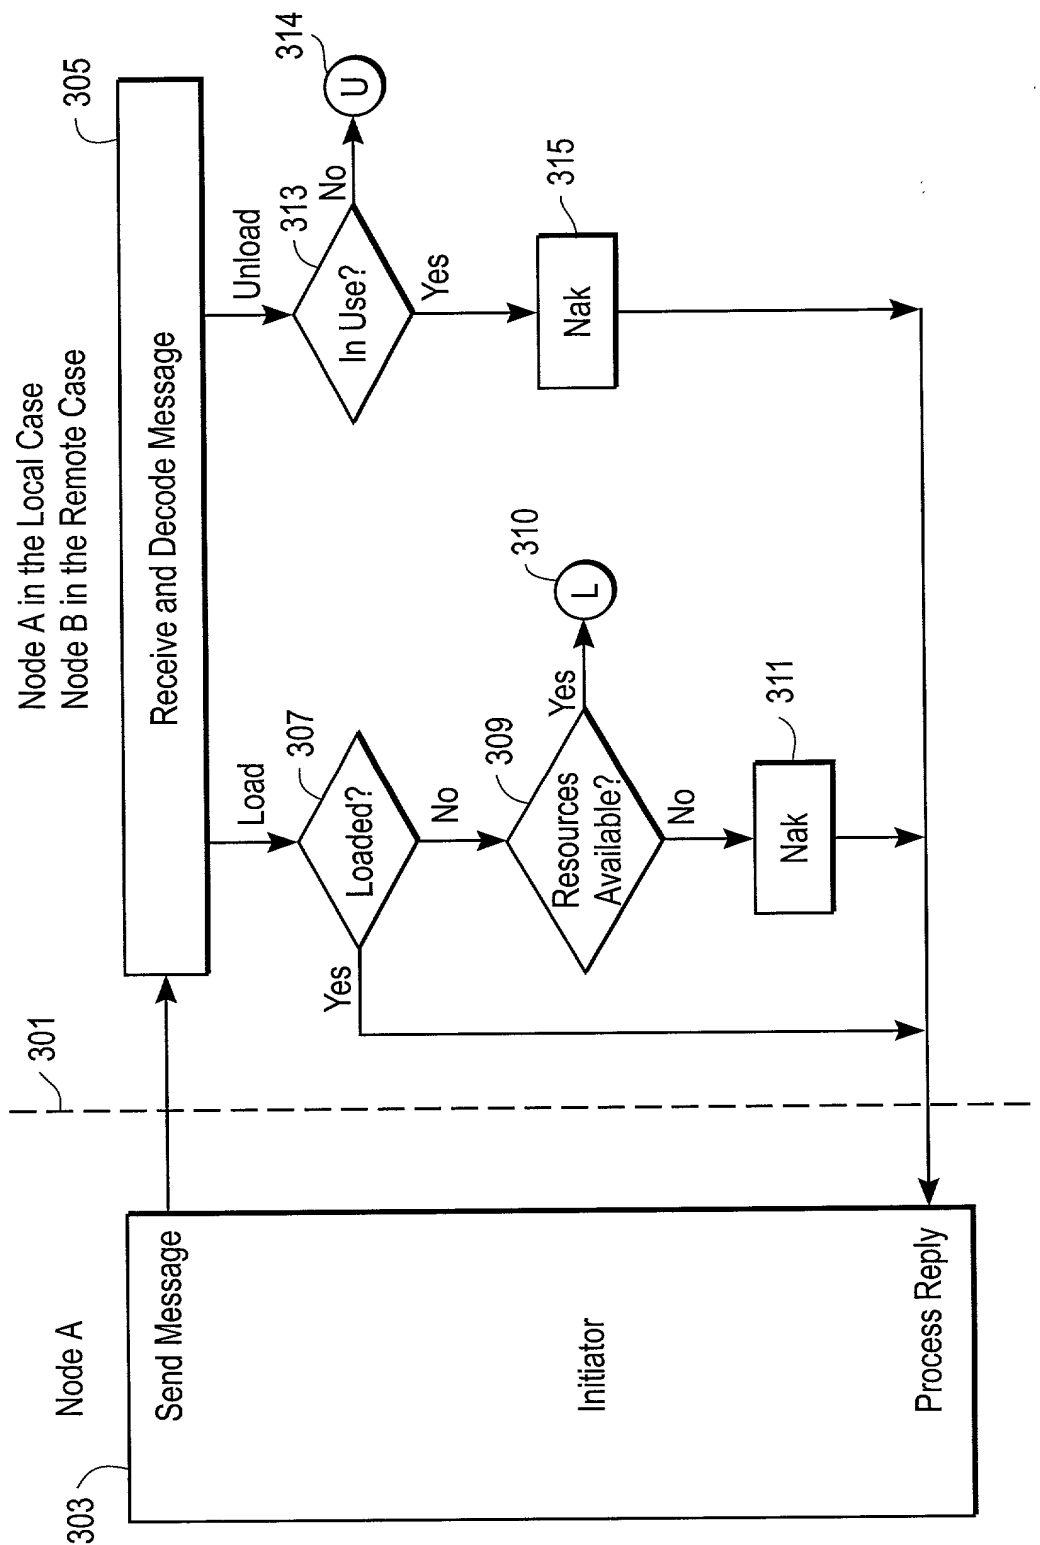 Node A
303
Send Message
Initiator
Process Reply
301
Node A in the Local Case
Node B in the Remote Case
305
Receive and Decode Message
Load
307
Loaded?
Yes
No
309
Resources
Available?
Yes
310
L
No
311
Nak
Unload
313
In Use?
No
314
U
Yes
315
Nak